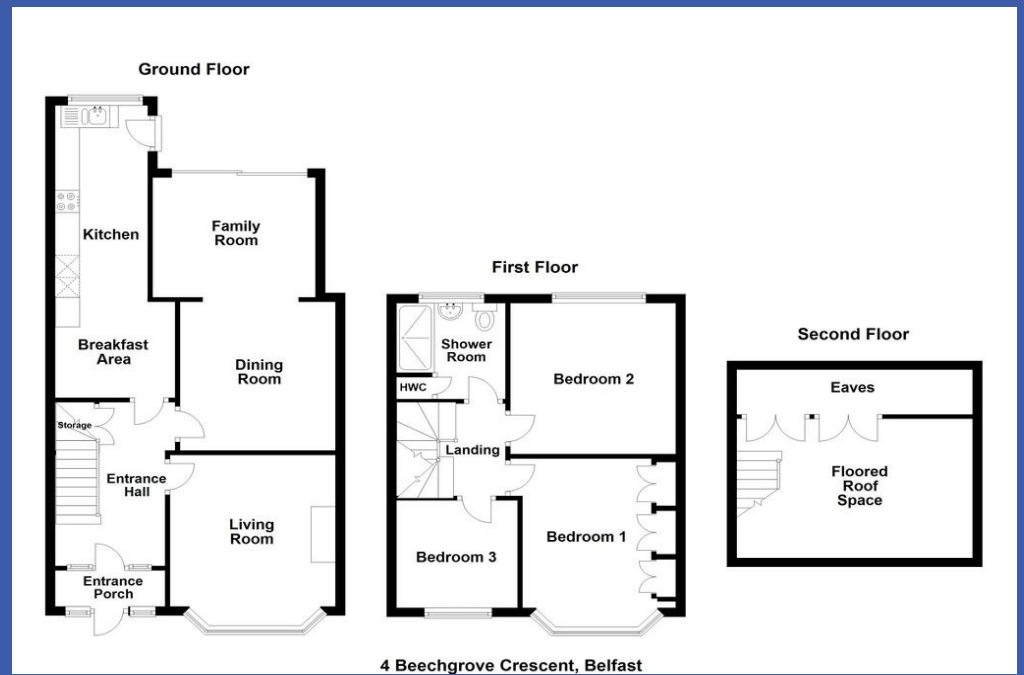 Ground Floor
Kitchen
Family
Room
Breakfast
Area
Dining
Room
Storage
Entrance
Hall
Living
Room
Entrance
Porch
First Floor
Shower
Room
HWC
Bedroom 2
Landing
Bedroom 1
Bedroom 3
Second Floor
Eaves
Floored
Roof
Space
4 Beechgrove Crescent, Belfast